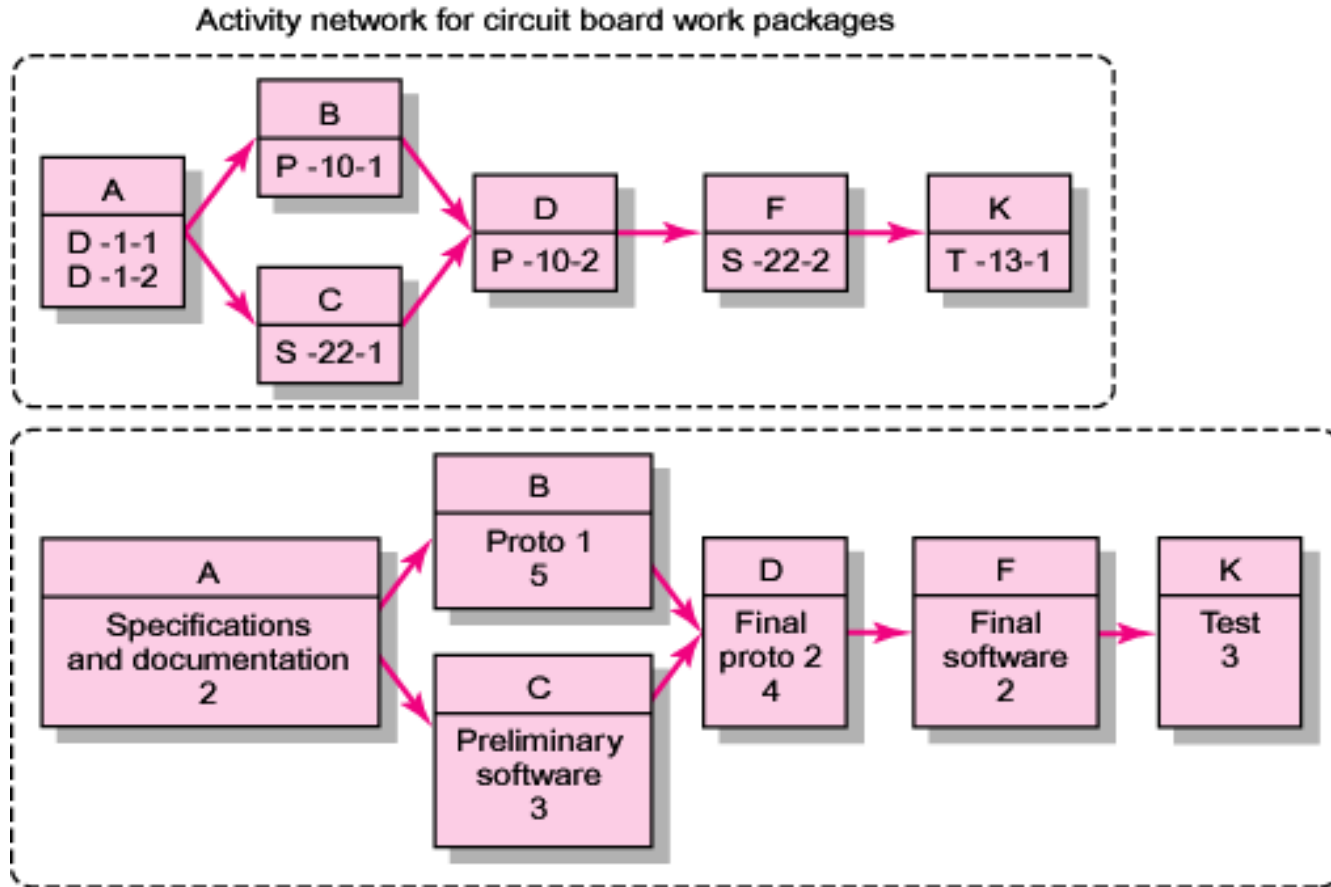 Activity network for circuit board work packages
A
D -1-1
D -1-2
B
P -10-1
C
S -22-1
D
P -10-2
F
S -22-2
K
T -13-1
A
Specifications
and documentation
2
B
Proto 1
5
C
Preliminary
software
3
D
Final
proto 2
4
F
Final
software
2
K
Test
3